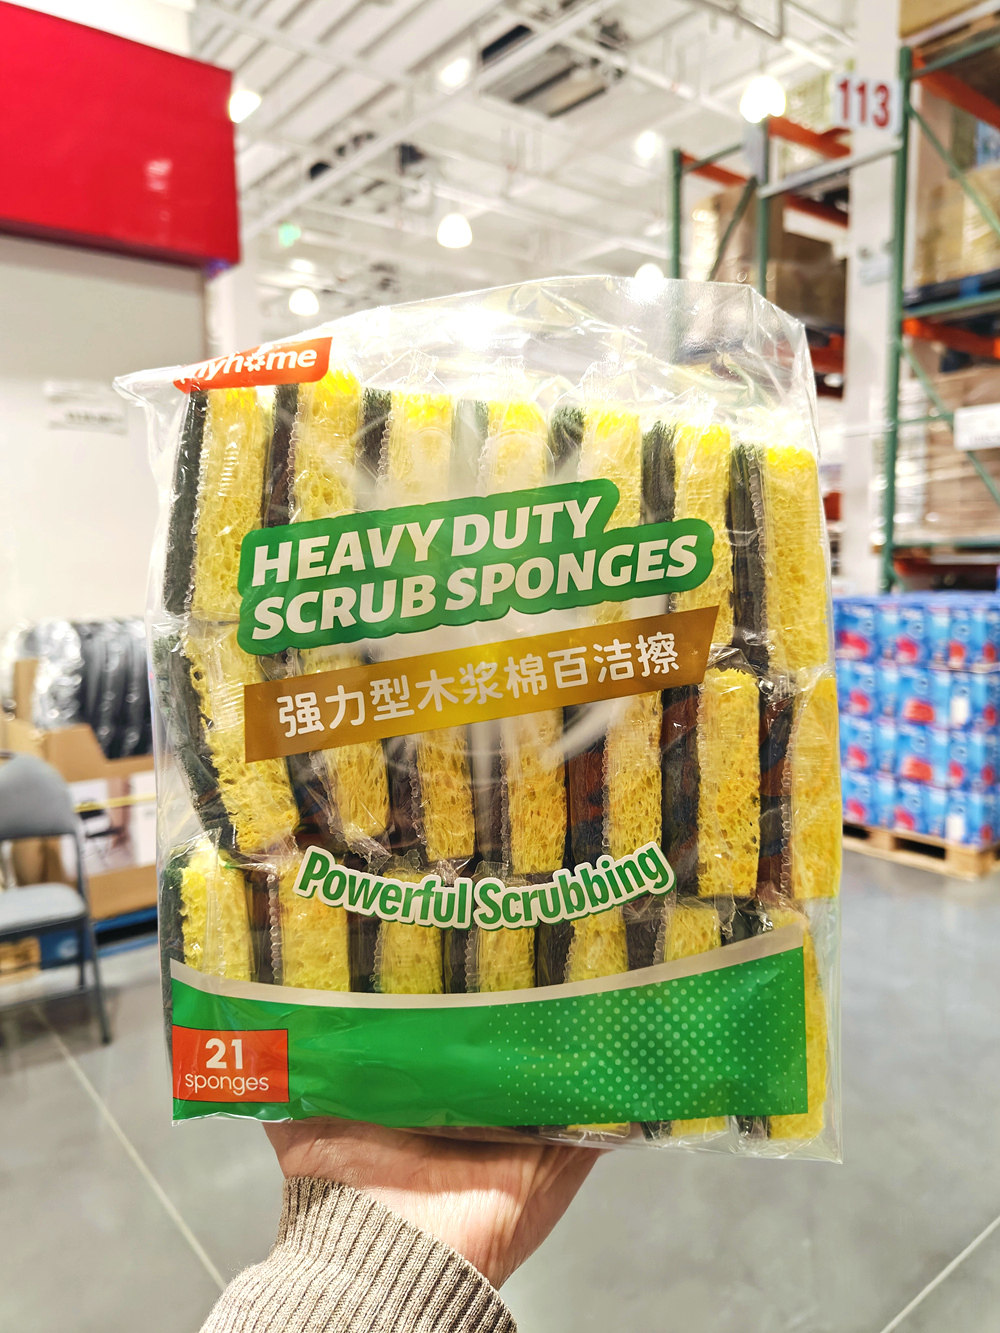 113
myhome
HEAVY DUTY
SCRUB SPONGES
强力型木浆棉百洁擦
Powerful Scrubbing
21
sponges